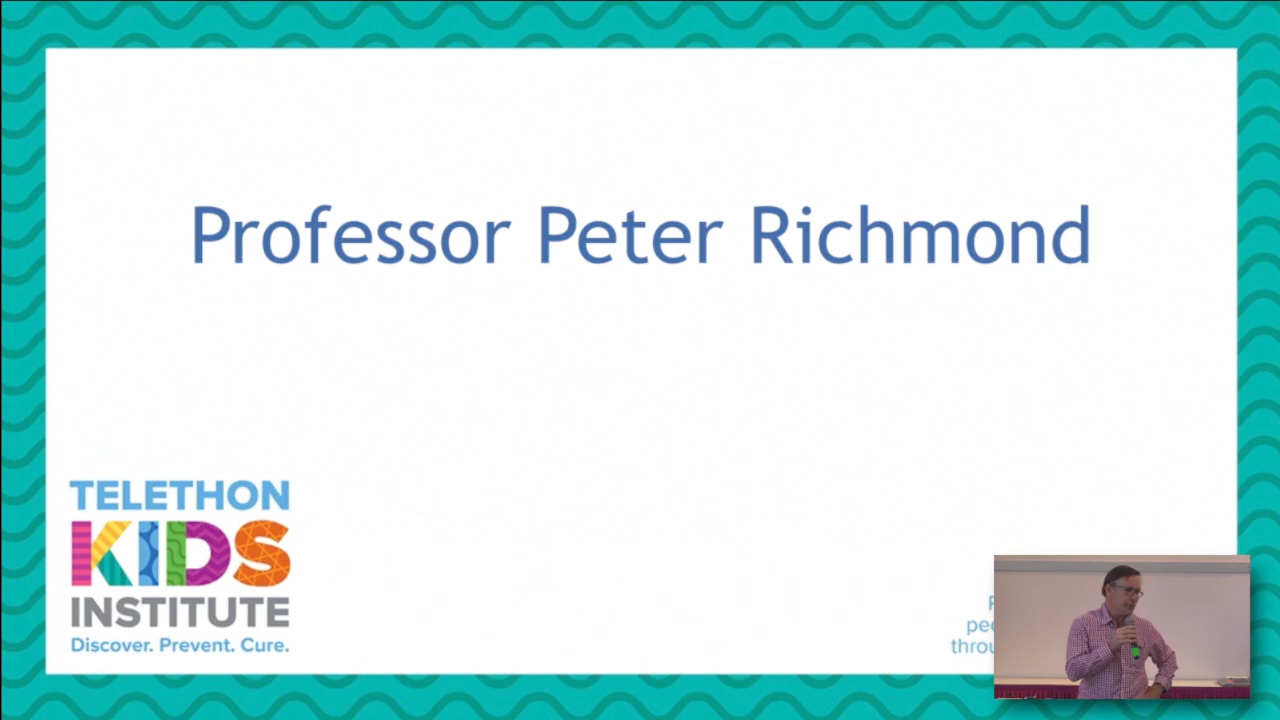 Professor Peter Richmond
TELETHON
KIDS
INSTITUTE
Discover. Prevent. Cure.